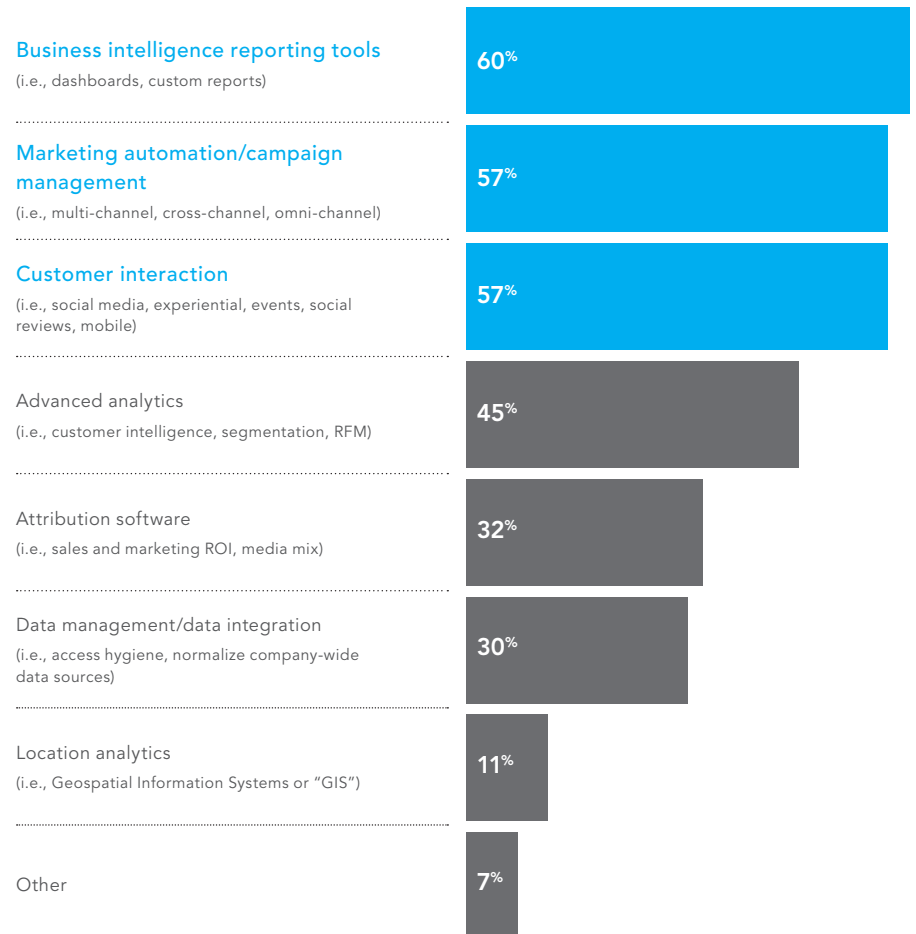 Business intelligence reporting tools
(i.e., dashboards, custom reports)
60%
Marketing automation/campaign
management
(i.e., multi-channel, cross-channel, omni-channel)
57%
Customer interaction
(i.e., social media, experiential, events, social
reviews, mobile)
57%
Advanced analytics
(i.e., customer intelligence, segmentation, RFM)
45%
Attribution software
(i.e., sales and marketing ROI, media mix)
32%
Data management/data integration
(i.e., access hygiene, normalize company-wide
data sources)
30%
Location analytics
(i.e., Geospatial Information Systems or “GIS”)
11%
Other
7%